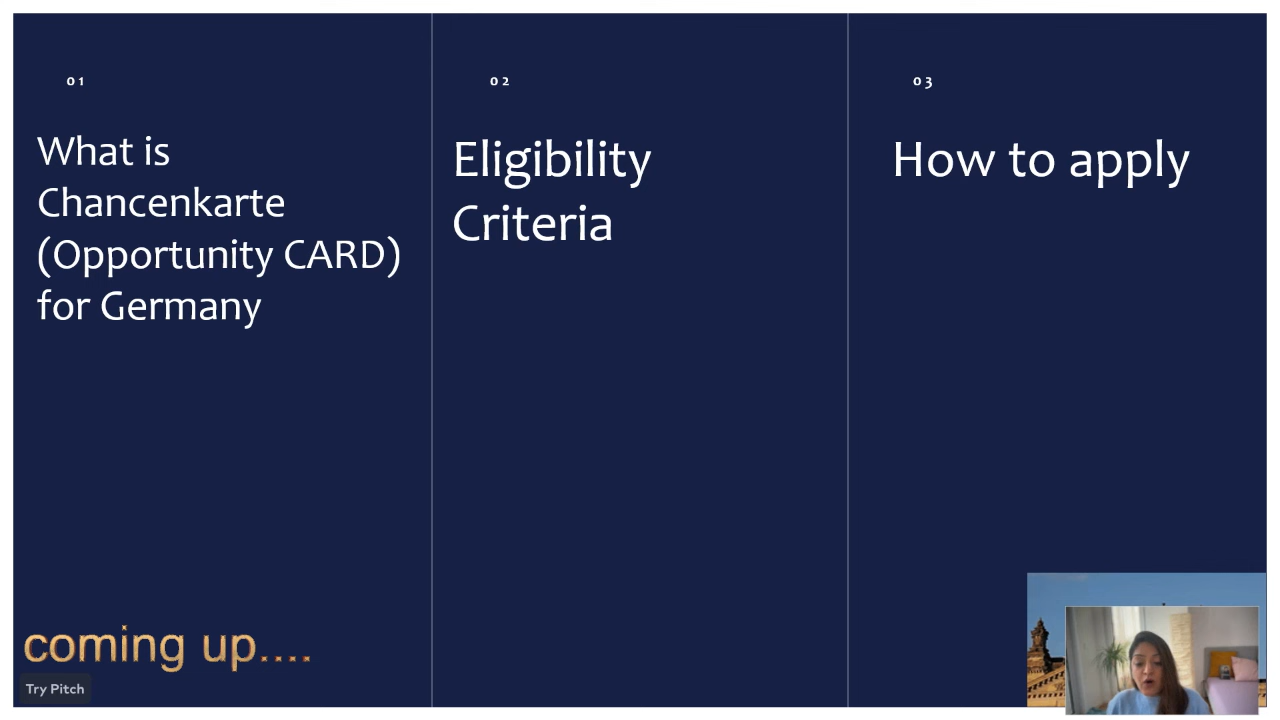 01
What is
Chancenkarte
(Opportunity CARD)
for Germany
02
Eligibility
Criteria
03
How to apply
coming up....
Try Pitch